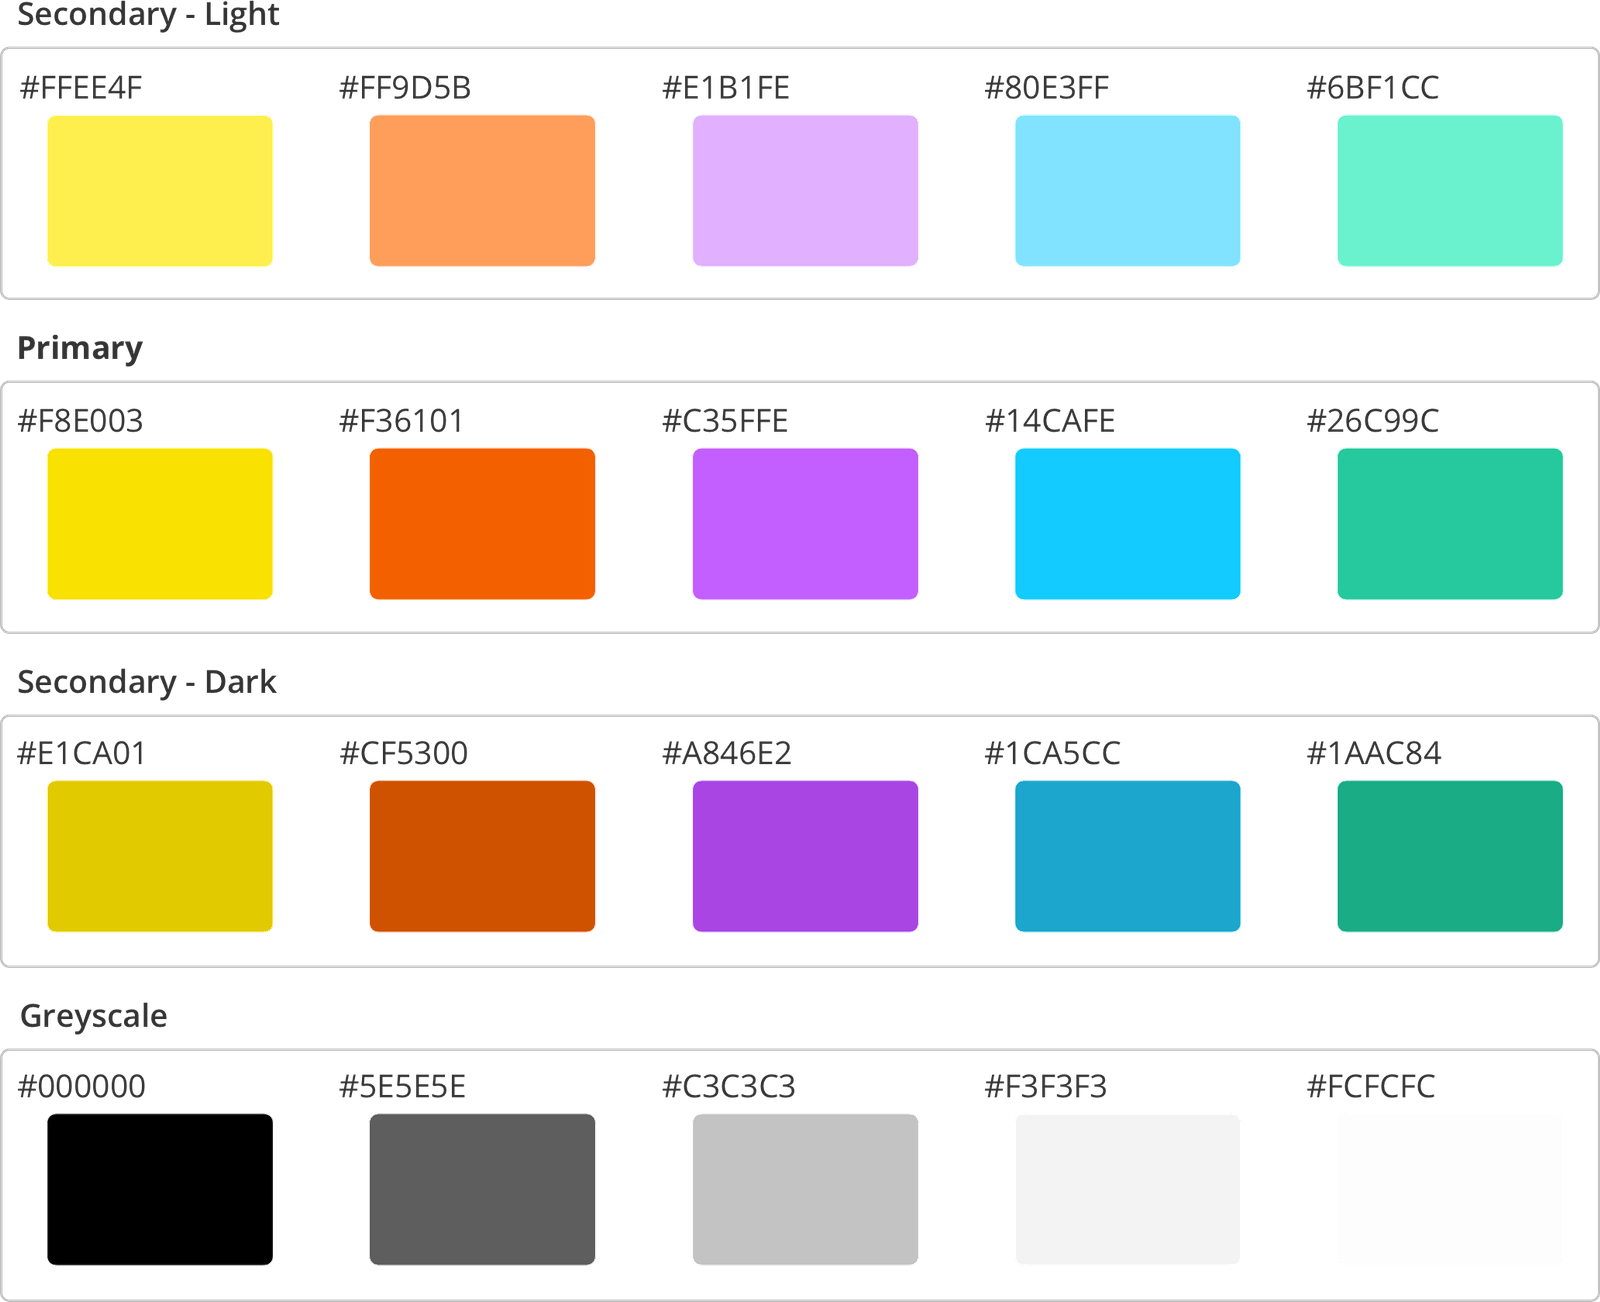 Secondary - Light
#FFEE4F #FF9D5B #E1B1FE #80E3FF #6BF1CC
Primary
#F8E003 #F36101 #C35FFE #14CAFE #26C99C
Secondary - Dark
#E1CA01 #CF5300 #A846E2 #1CA5CC #1AAC84
Greyscale
#000000 #5E5E5E #C3C3C3 #F3F3F3 #FCFCFC